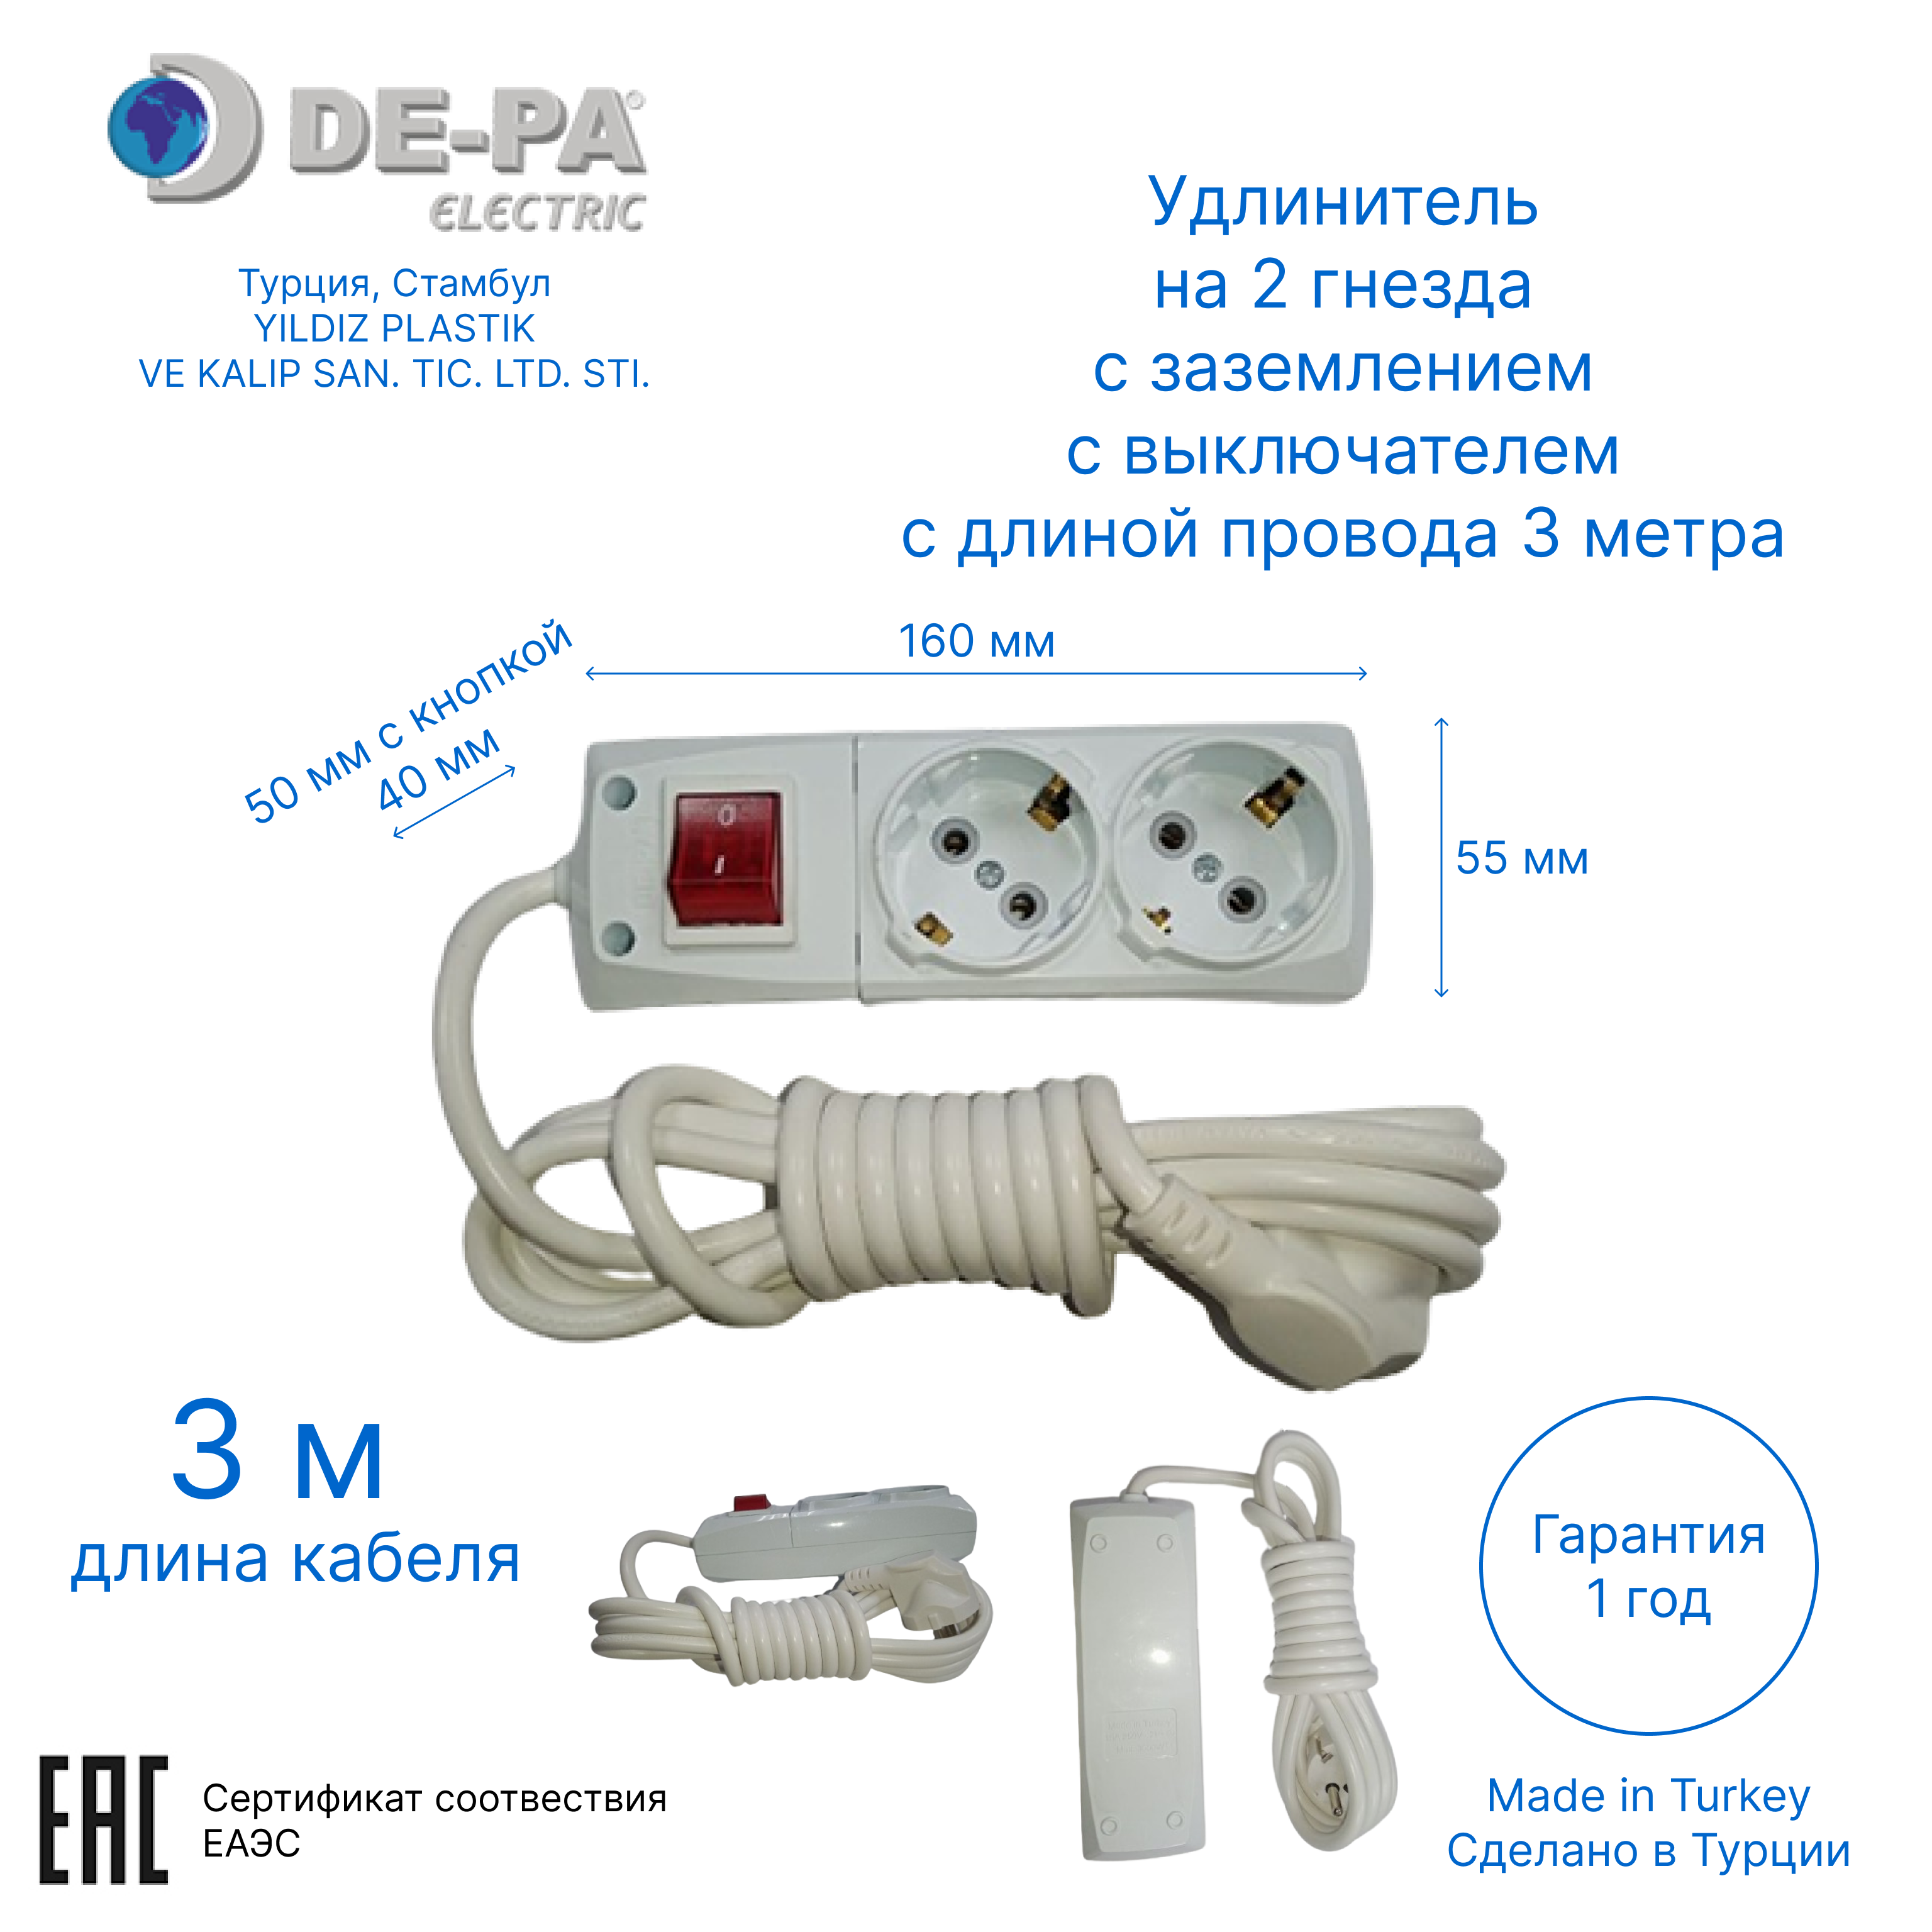 DE-PA®
ELECTRIC
Турция, Стамбул
YILDIZ PLASTIK
VE KALIP SAN. TIC. LTD. STI.
Удлинитель
на 2 гнезда
с заземлением
с выключателем
с длиной провода 3 метра
160 мм
50 мм с кнопкой
40 мм
55 мм
O
I
3 м
длина кабеля
Гарантия
1 год
EAC
Сертификат соотвествия
ЕАЭС
Made in Turkey
Сделано в Турции